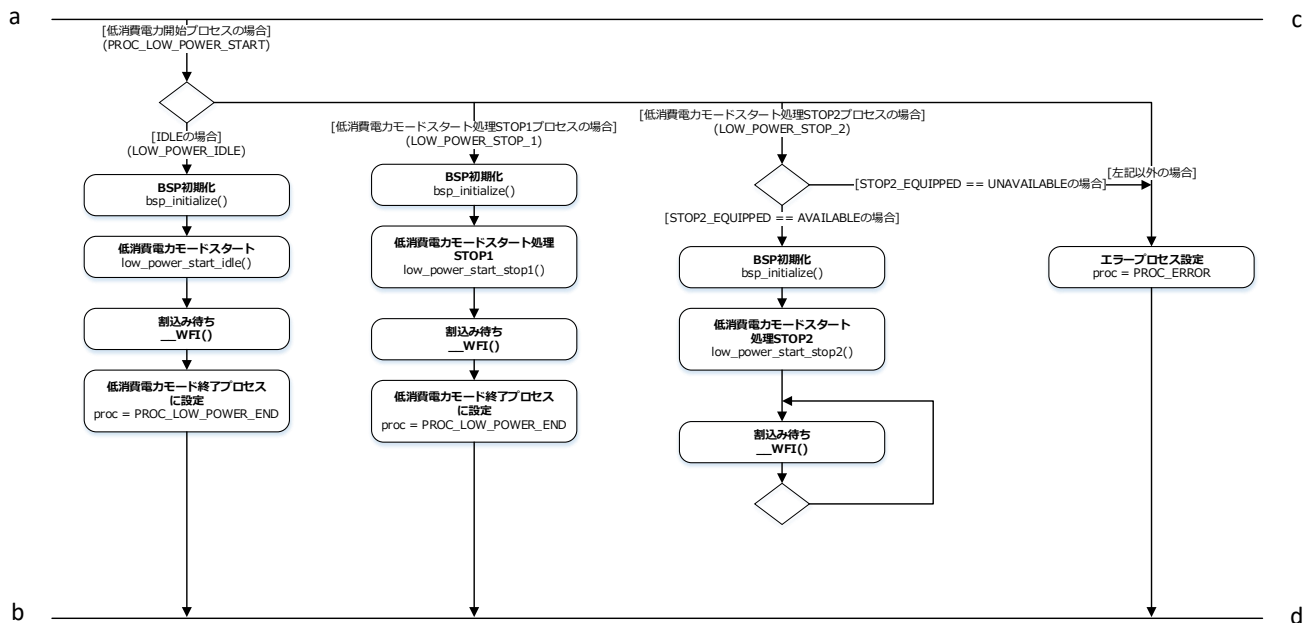 a
c
[低消費電力開始プロセスの場合]
(PROC_LOW_POWER_START)
[IDLEの場合]
(LOW_POWER_IDLE)
BSP初期化
bsp_initialize()
低消費電力モードスタート
low_power_start_idle()
割込み待ち
__WFI()
低消費電力モード終了プロセス
に設定
proc = PROC_LOW_POWER_END
[低消費電力モードスタート処理STOP1プロセスの場合]
(LOW_POWER_STOP_1)
BSP初期化
bsp_initialize()
低消費電力モードスタート処理
STOP1
low_power_start_stop1()
割込み待ち
__WFI()
低消費電力モード終了プロセス
に設定
proc = PROC_LOW_POWER_END
[低消費電力モードスタート処理STOP2プロセスの場合]
(LOW_POWER_STOP_2)
[STOP2_EQUIPPED == UNAVAILABLEの場合]
[STOP2_EQUIPPED == AVAILABLEの場合]
BSP初期化
bsp_initialize()
低消費電力モードスタート
処理STOP2
low_power_start_stop2()
割込み待ち
__WFI()
[左記以外の場合]
エラープロセス設定
proc = PROC_ERROR
b
d